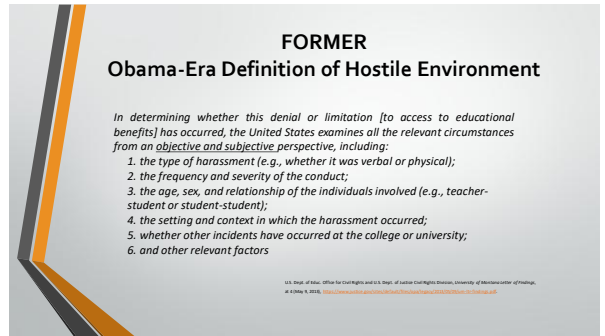 FORMER
Obama-Era Definition of Hostile Environment
In determining whether this denial or limitation [to access to educational
benefits] has occurred, the United States examines all the relevant circumstances
from an objective and subjective perspective, including:
1. the type of harassment (e.g., whether it was verbal or physical);
2. the frequency and severity of the conduct;
3. the age, sex, and relationship of the individuals involved (e.g., teacher-
student or student-student);
4. the setting and context in which the harassment occurred;
5. whether other incidents have occurred at the college or university;
6. and other relevant factors
U.S. Dept. of Educ. Office for Civil Rights and U.S. Dept. of Justice Civil Rights Division, University of Montana Letter of Findings,
at 4 (May 9, 2013),